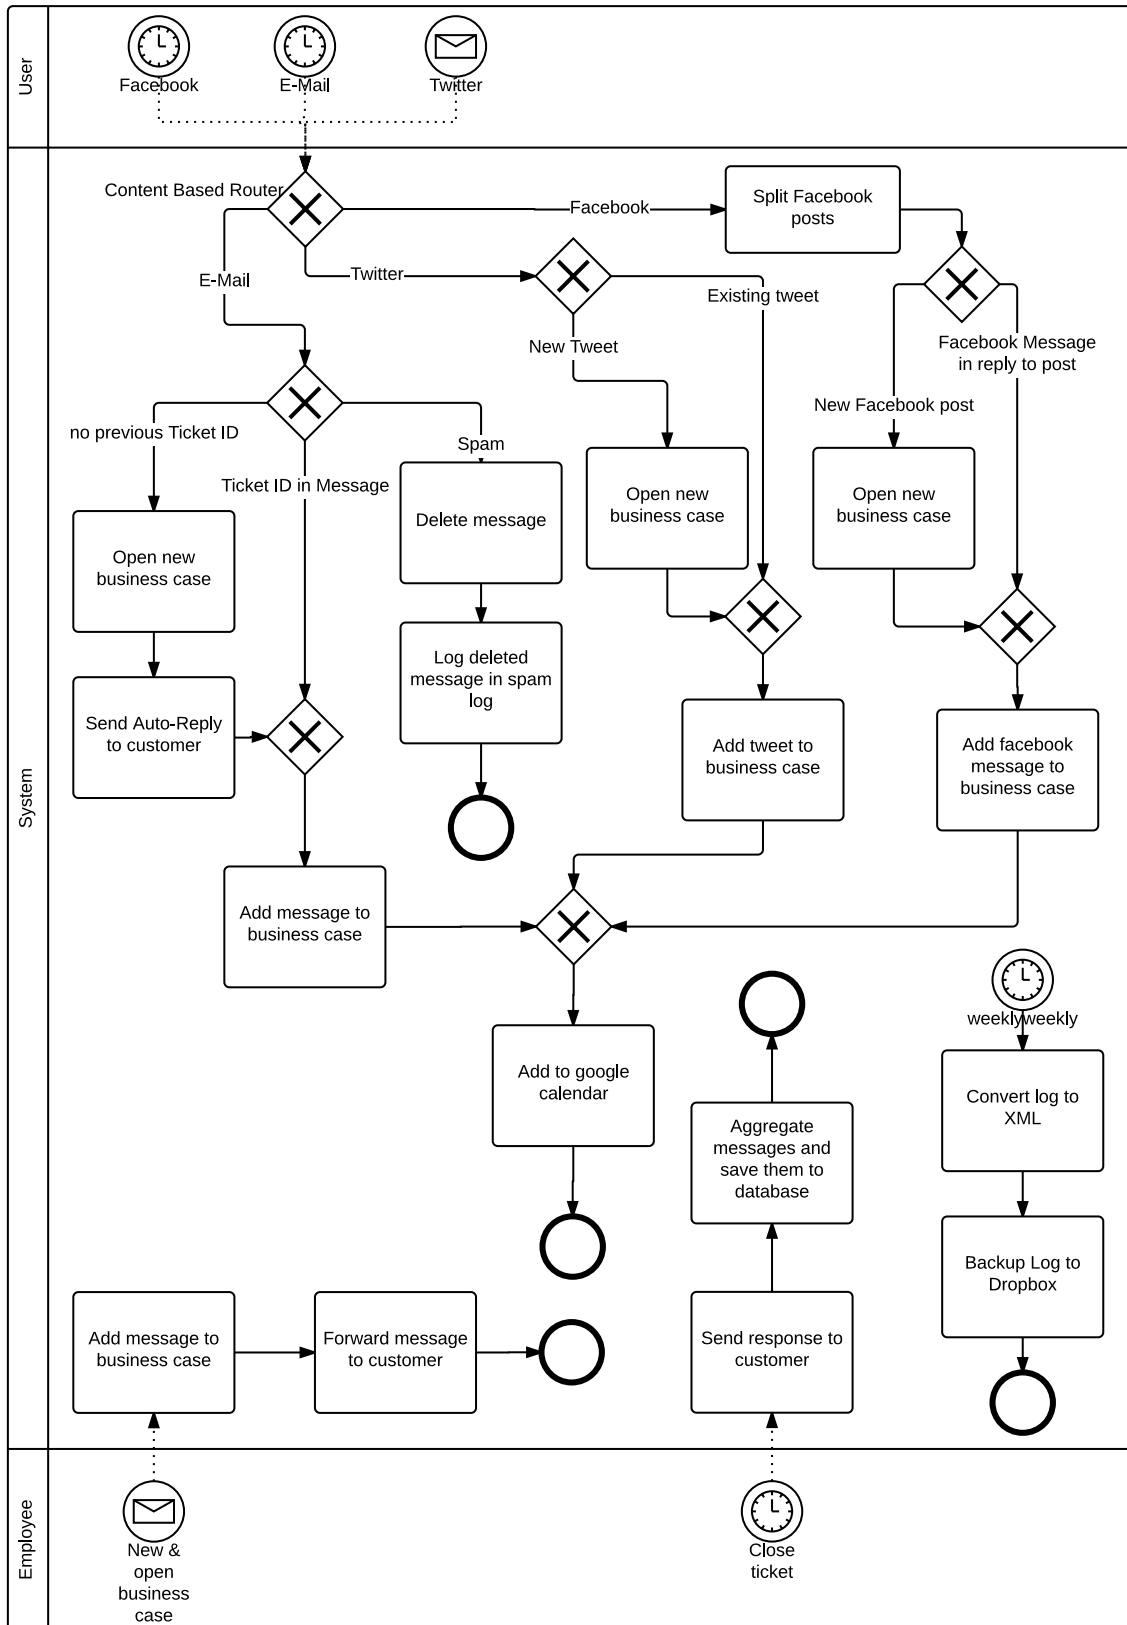 User
Facebook
E-Mail
Twitter
System
Content Based Router
Facebook
Split Facebook
posts
E-Mail
Twitter
Existing tweet
New Tweet
Facebook Message
in reply to post
New Facebook post
no previous Ticket ID
Spam
Ticket ID in Message
Delete message
Open new
business case
Open new
business case
Open new
business case
Log deleted
message in spam
log
Send Auto-Reply
to customer
Add tweet to
business case
Add facebook
message to
business case
Add message to
business case
weeklyweekly
Add to google
calendar
Convert log to
XML
Aggregate
messages and
save them to
database
Backup Log to
Dropbox
Add message to
business case
Forward message
to customer
Send response to
customer
Employee
New &
open
business
case
Close
ticket